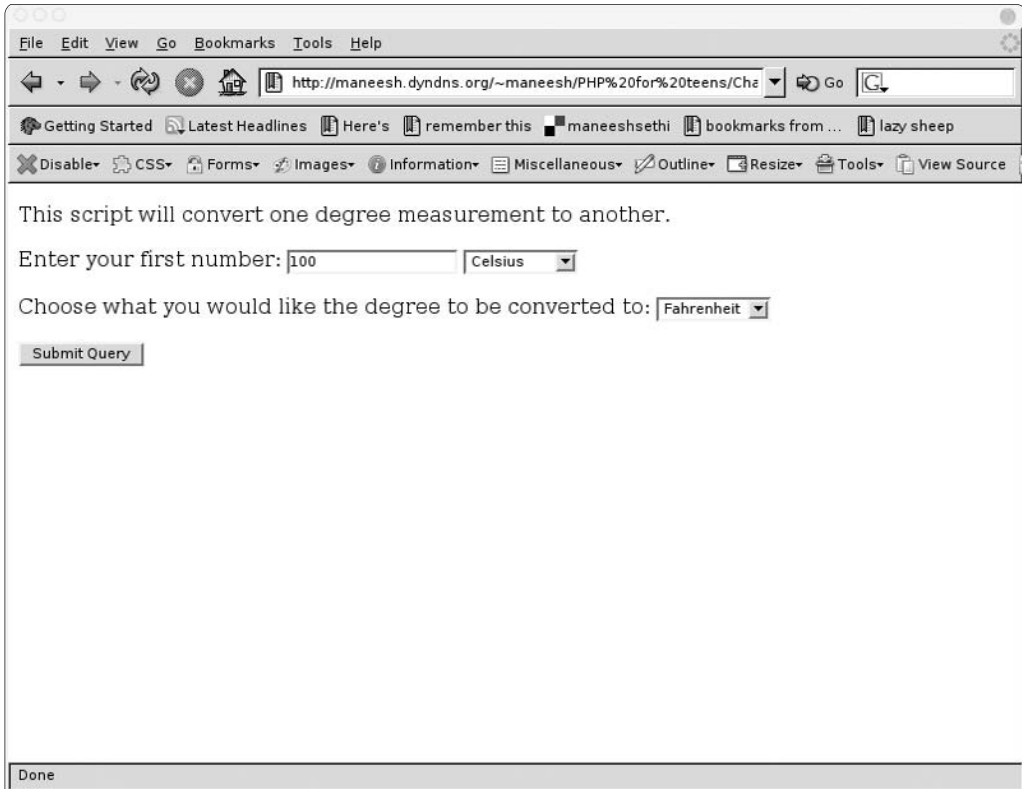 File Edit View Go Bookmarks Tools Help
http://maneesh.dyndns.org/~maneesh/PHP%20for%20teens/Cha Go G
Getting Started Latest Headlines Here's remember this maneeshsethi bookmarks from ... lazy sheep
Disable CSS Forms Images Information Miscellaneous Outline Resize Tools View Source
This script will convert one degree measurement to another.
Enter your first number: 100 Celsius
Choose what you would like the degree to be converted to: Fahrenheit
Submit Query
Done